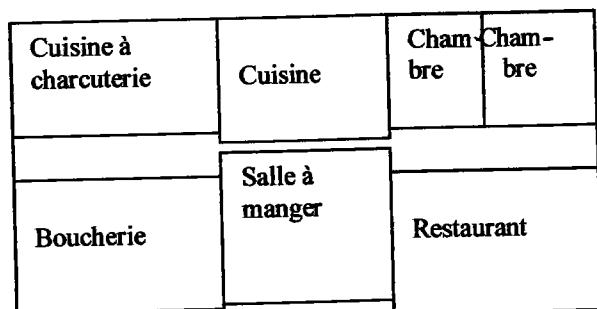 Cuisine à
charcuterie
Cuisine
Cham-
bre
Cham-
bre
Salle à
manger
Boucherie
Restaurant